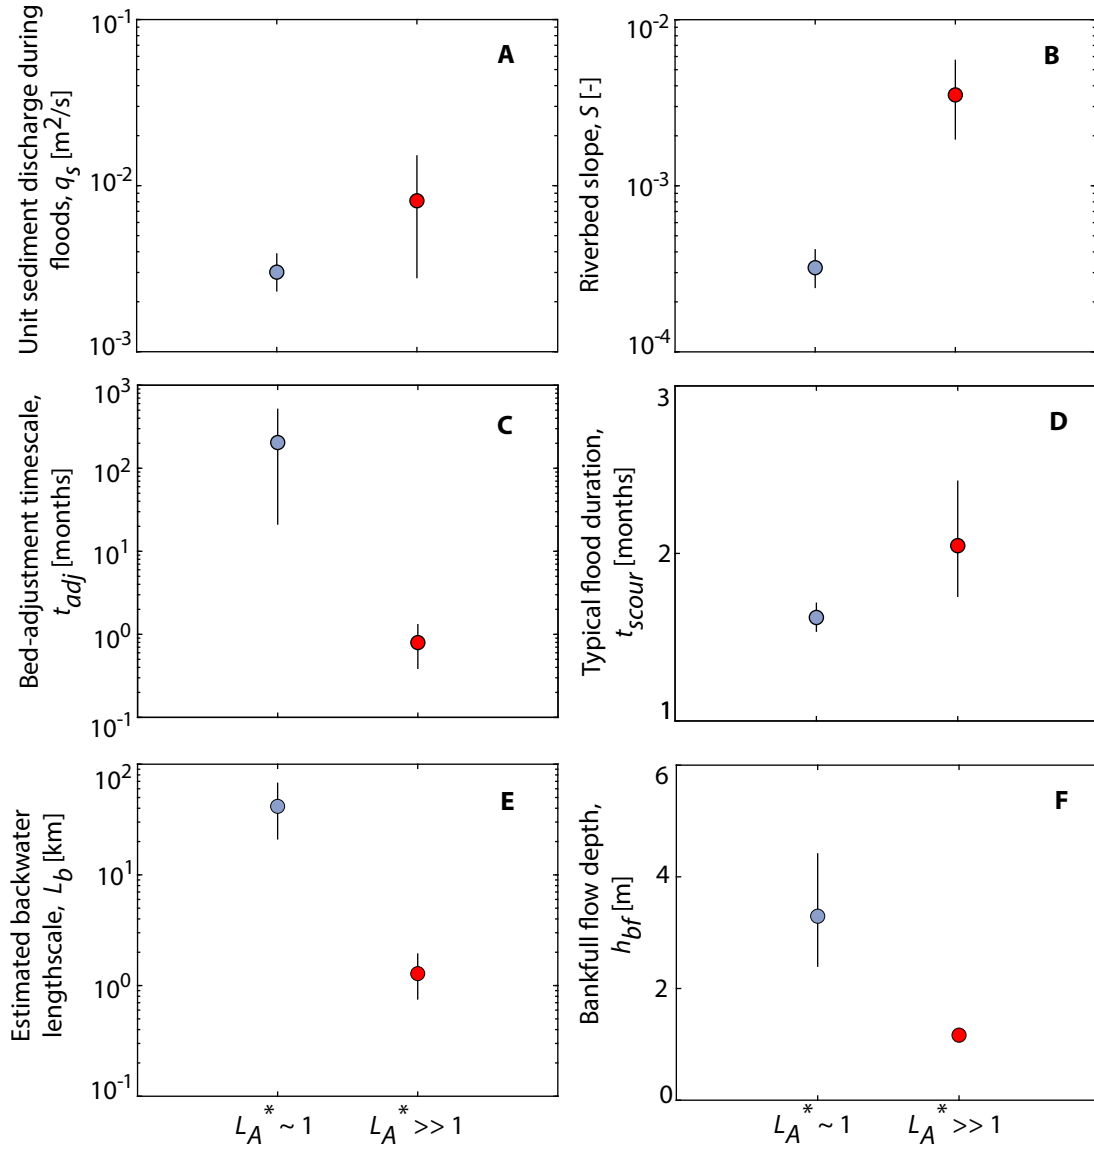 Unit sediment discharge during
floods, q_s [m^2/s]
10^-1
10^-2
10^-3
A
Riverbed slope, S [-]
10^-2
10^-3
10^-4
B
Bed-adjustment timescale,
t_adj [months]
10^3
10^2
10^1
10^0
10^-1
C
Typical flood duration,
t_scour [months]
3
2
1
D
Estimated backwater
lengthscale, L_b [km]
10^2
10^1
10^0
10^-1
E
L_A^* ~ 1
L_A^* >> 1
Bankfull flow depth,
h_bf [m]
6
4
2
0
F
L_A^* ~ 1
L_A^* >> 1